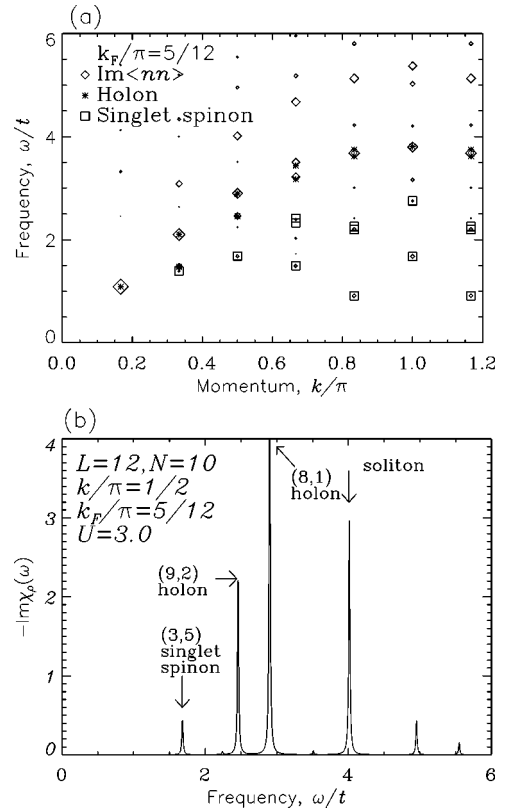 (a)
6
k_F/π=5/12
◇ Im<nn>
* Holon
□ Singlet spinon
4
2
0
Frequency, ω/t
0.0 0.2 0.4 0.6 0.8 1.0 1.2
Momentum, k/π
(b)
4
L=12,N=10
k/π=1/2
k_F/π=5/12
U=3.0
(8,1)
holon
soliton
3
(9,2)
holon
2
(3,5)
singlet
spinon
1
0
−Imχ_ρ(ω)
0 2 4 6
Frequency, ω/t